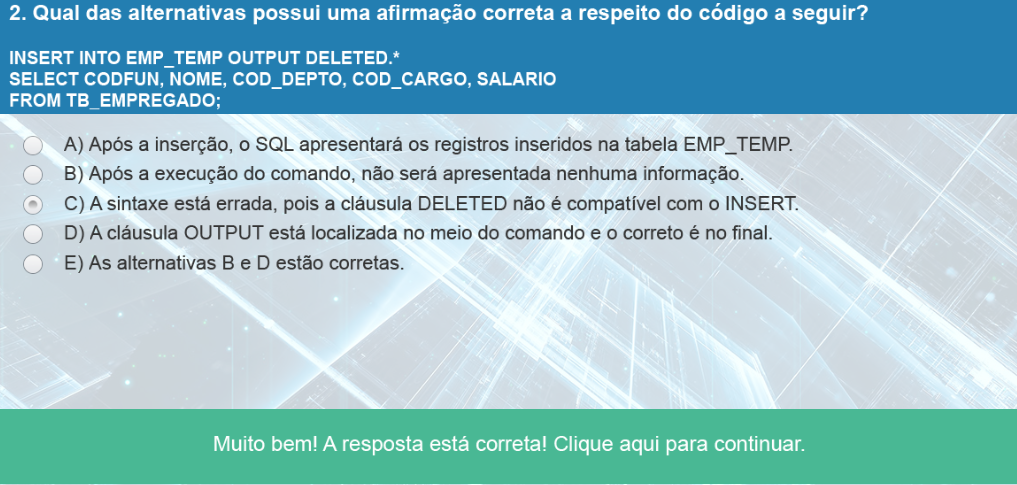 2. Qual das alternativas possui uma afirmação correta a respeito do código a seguir?
INSERT INTO EMP_TEMP OUTPUT DELETED.*
SELECT CODFUN, NOME, COD_DEPTO, COD_CARGO, SALARIO
FROM TB_EMPREGADO;
A) Após a inserção, o SQL apresentará os registros inseridos na tabela EMP_TEMP.
B) Após a execução do comando, não será apresentada nenhuma informação.
C) A sintaxe está errada, pois a cláusula DELETED não é compatível com o INSERT.
D) A cláusula OUTPUT está localizada no meio do comando e o correto é no final.
E) As alternativas B e D estão corretas.
Muito bem! A resposta está correta! Clique aqui para continuar.